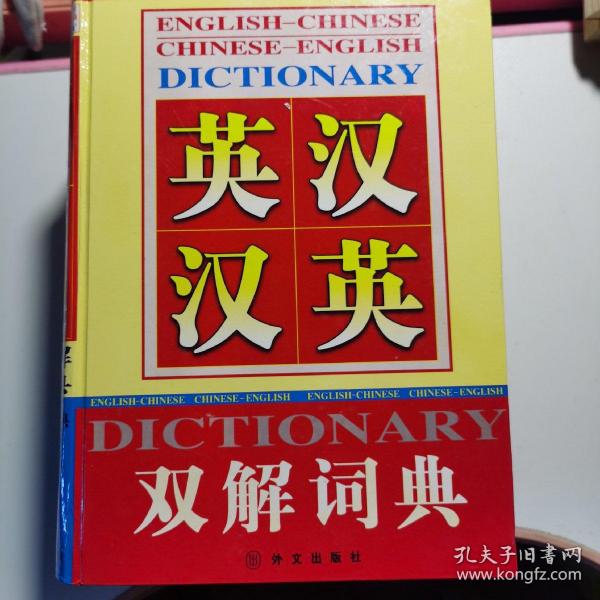 ENGLISH-CHINESE
CHINESE-ENGLISH
DICTIONARY
英汉
汉英
ENGLISH-CHINESE CHINESE-ENGLISH ENGLISH-CHINESE CHINESE-ENGLISH
DICTIONARY
双解词典
外文出版社
孔夫子旧書网
www.kongfz.com